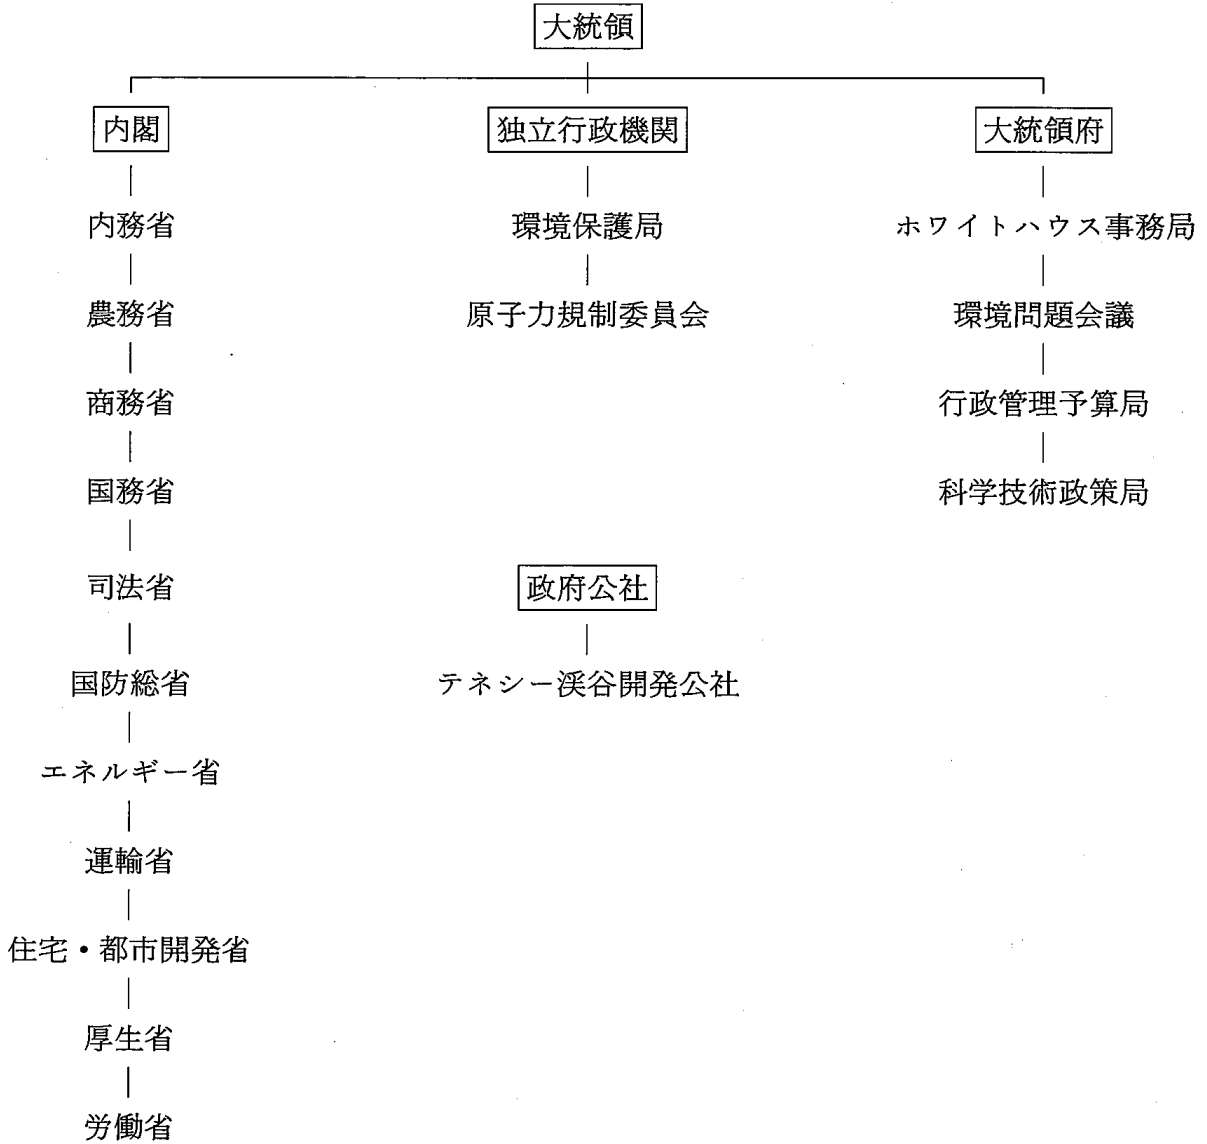 大統領
内閣
独立行政機関
大統領府
内務省
環境保護局
ホワイトハウス事務局
農務省
原子力規制委員会
環境問題会議
商務省
行政管理予算局
国務省
科学技術政策局
司法省
政府公社
国防総省
テネシー渓谷開発公社
エネルギー省
運輸省
住宅・都市開発省
厚生省
労働省